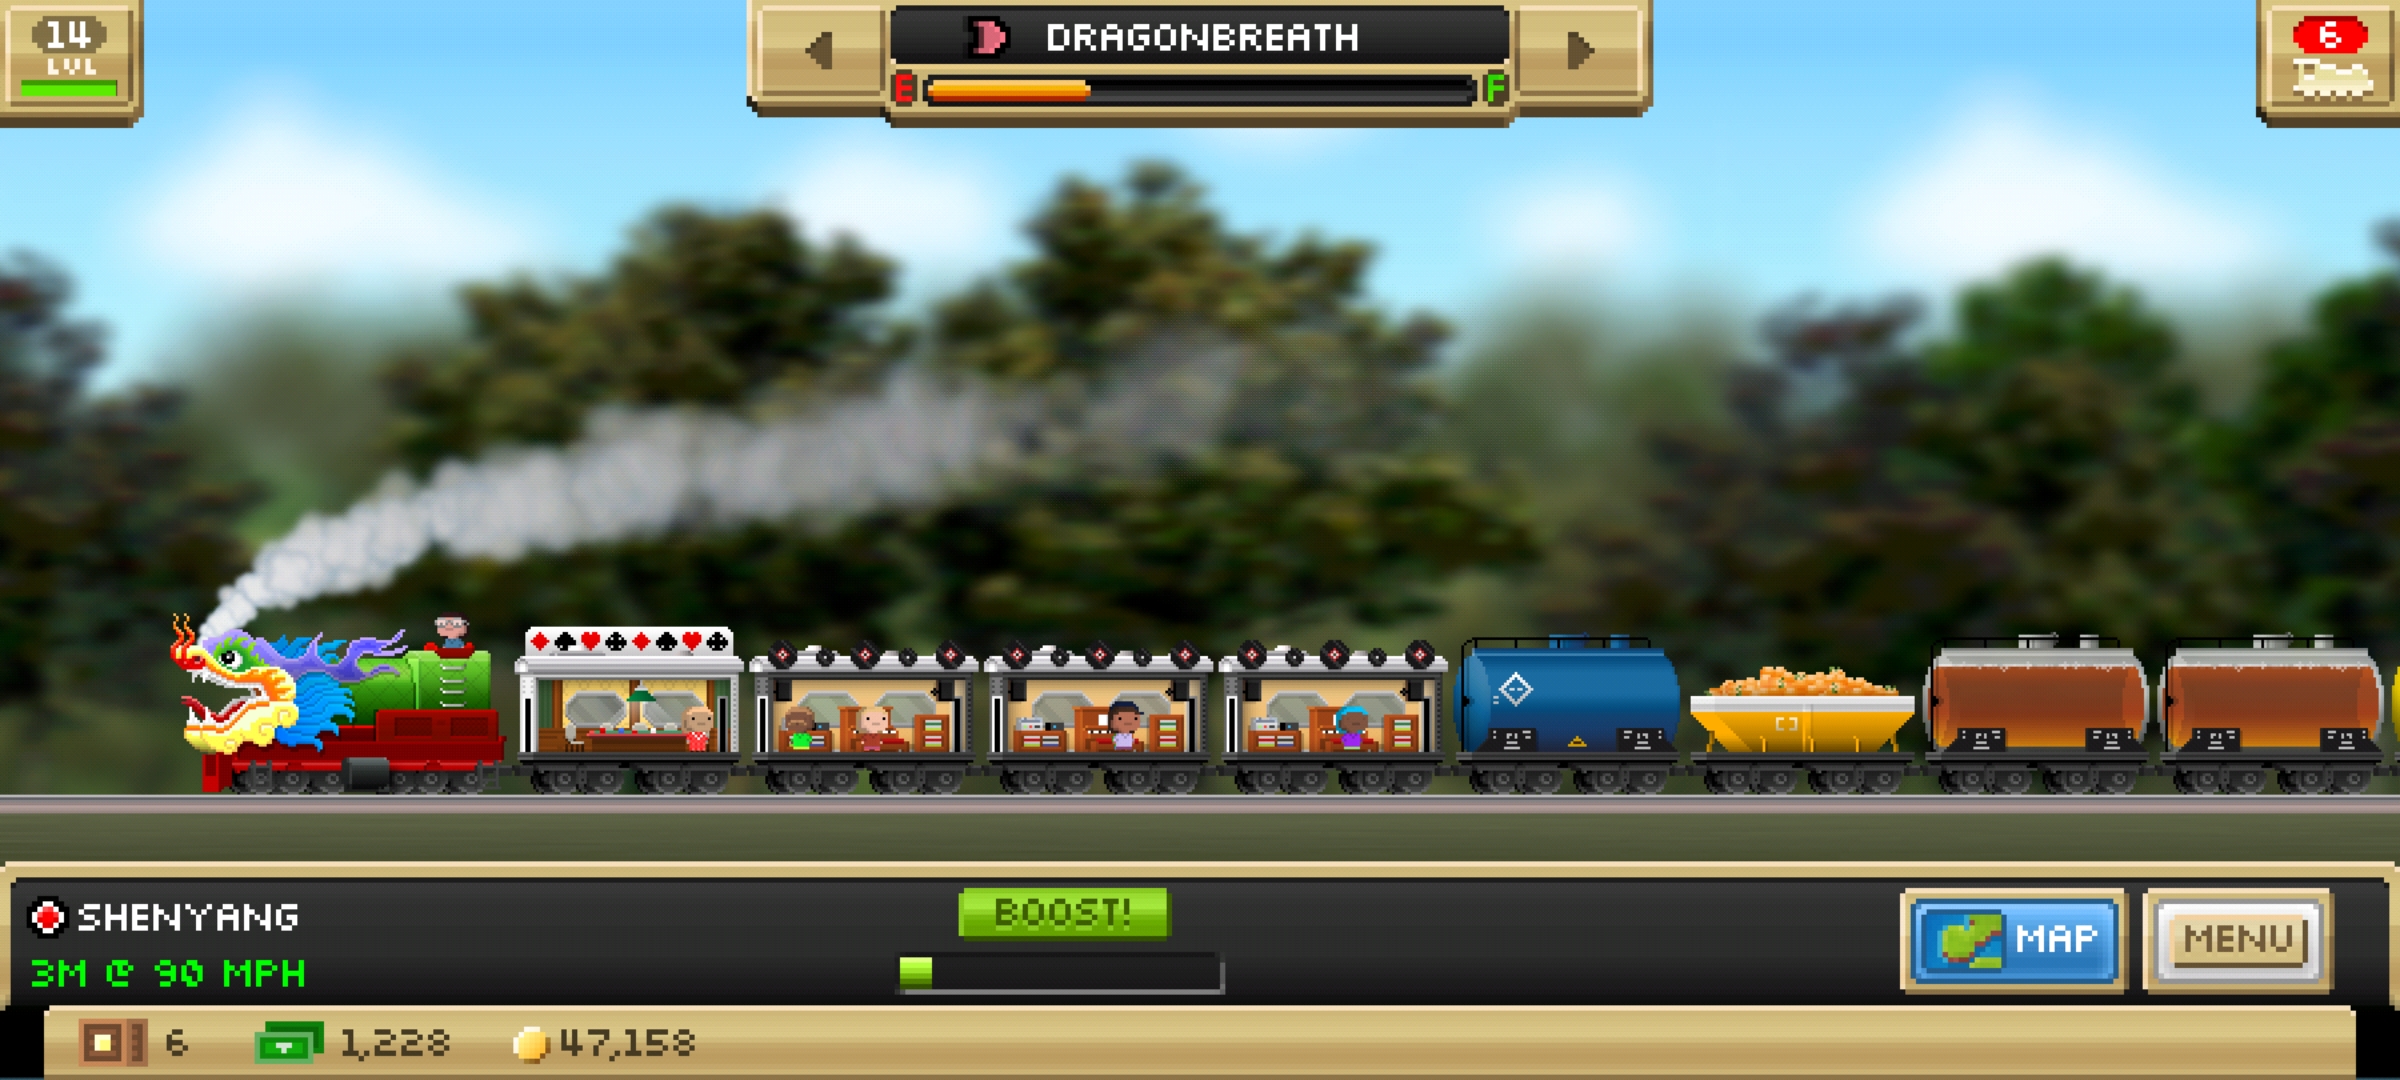 14
LVL
DRAGONBREATH
E F
6
SHENYANG
3M @ 90 MPH
BOOST!
MAP
MENU
6
1,228
47,158